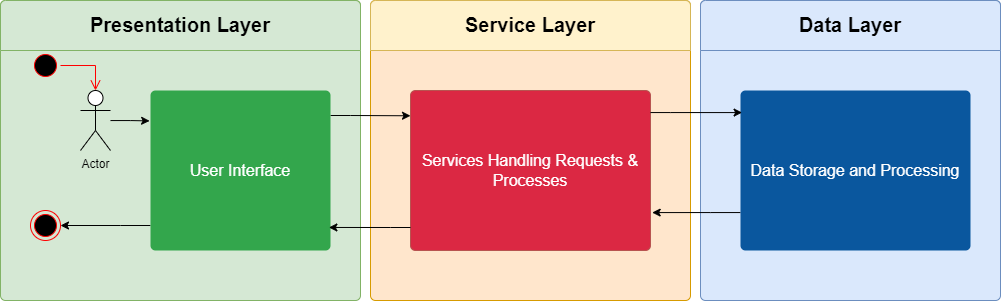 Presentation Layer
Service Layer
Data Layer
Actor
User Interface
Services Handling Requests &
Processes
Data Storage and Processing